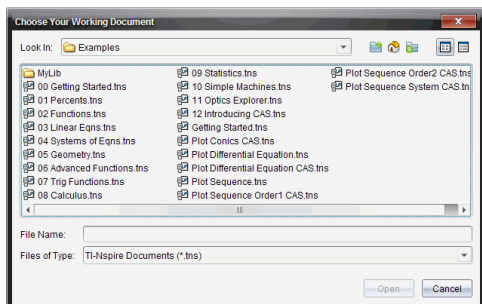 Choose Your Working Document
Look In: Examples
MyLib
00 Getting Started.tns
01 Percents.tns
02 Functions.tns
03 Linear Eqns.tns
04 Systems of Eqns.tns
05 Geometry.tns
06 Advanced Functions.tns
07 Trig Functions.tns
08 Calculus.tns
09 Statistics.tns
10 Simple Machines.tns
11 Optics Explorer.tns
12 Introducing CAS.tns
Getting Started.tns
Plot Conics CAS.tns
Plot Differential Equation.tns
Plot Differential Equation CAS.tns
Plot Sequence.tns
Plot Sequence Order1 CAS.tns
Plot Sequence Order2 CAS.tns
Plot Sequence System CAS.tn
File Name:
Files of Type: TI-Nspire Documents (*.tns)
Open Cancel